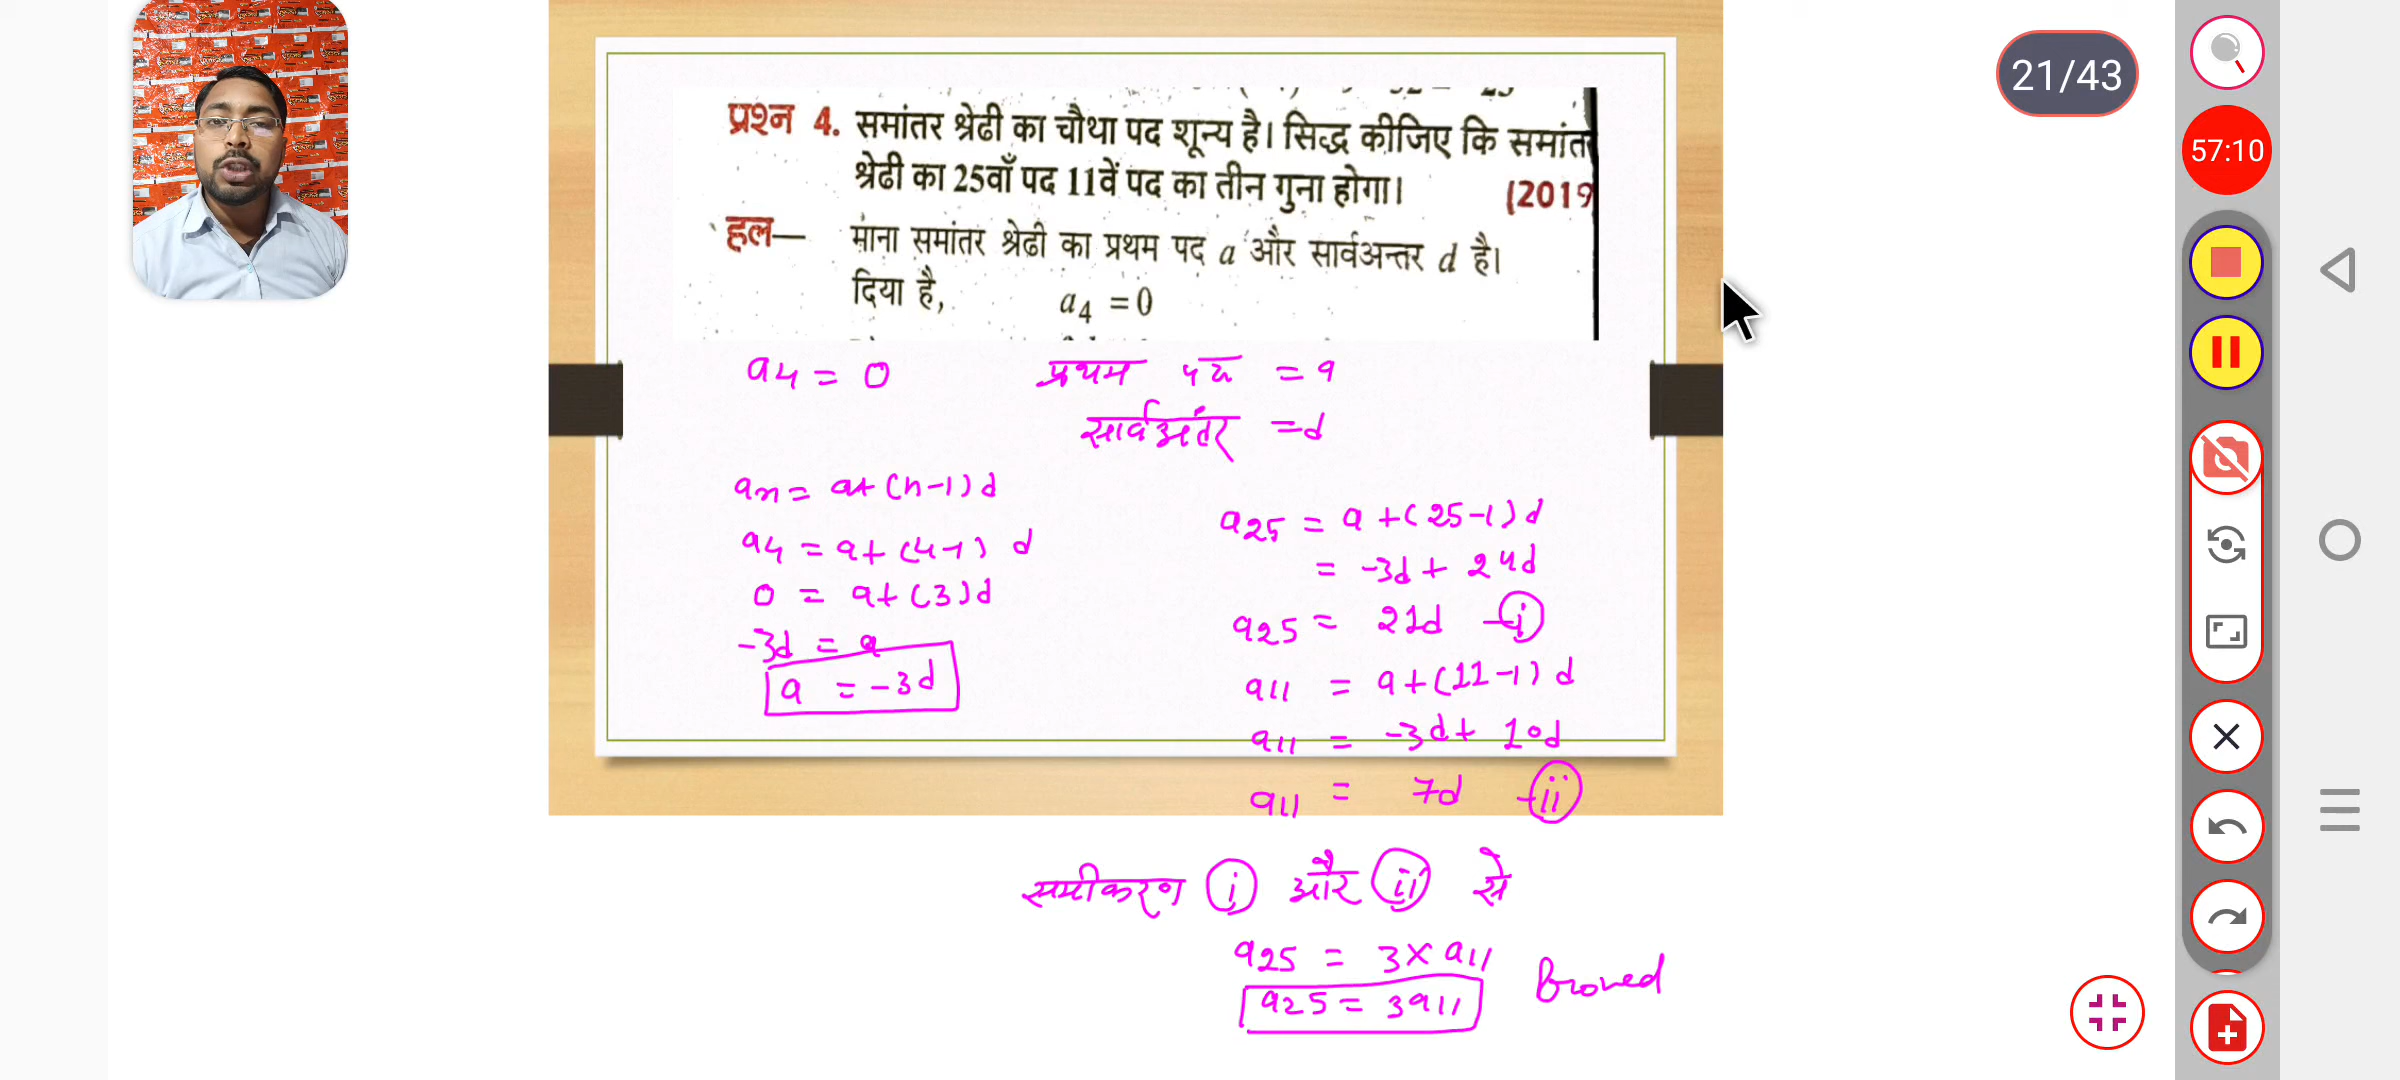 21/43
57:10
प्रश्न 4. समांतर श्रेढी का चौथा पद शून्य है। सिद्ध कीजिए कि समांत
श्रेढी का 25वाँ पद 11वें पद का तीन गुना होगा। (2019
हल— माना समांतर श्रेढी का प्रथम पद a और सार्वअन्तर d है।
दिया है, a4 = 0
a4 = 0 प्रथम पद = a
सार्वअंतर = d
an = a+(n-1)d
a4 = a+(4-1) d
0 = a+(3)d
-3d = a
a = -3d
a25 = a+(25-1)d
= -3d + 24d
a25 = 21d -(i)
a11 = a+(11-1)d
a11 = -3d+ 10d
a11 = 7d -(ii)
समीकरण (i) और (ii) से
a25 = 3×a11
a25 = 3a11 Proved